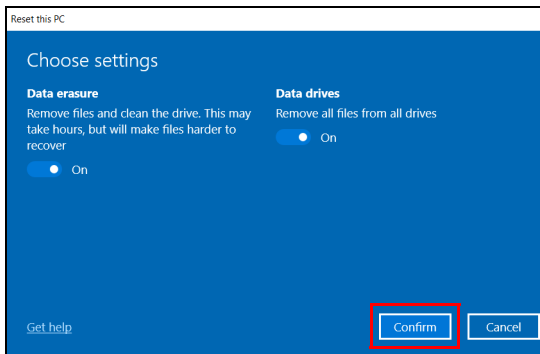 Reset this PC
Choose settings
Data erasure
Remove files and clean the drive. This may
take hours, but will make files harder to
recover
On
Data drives
Remove all files from all drives
On
Get help
Confirm
Cancel